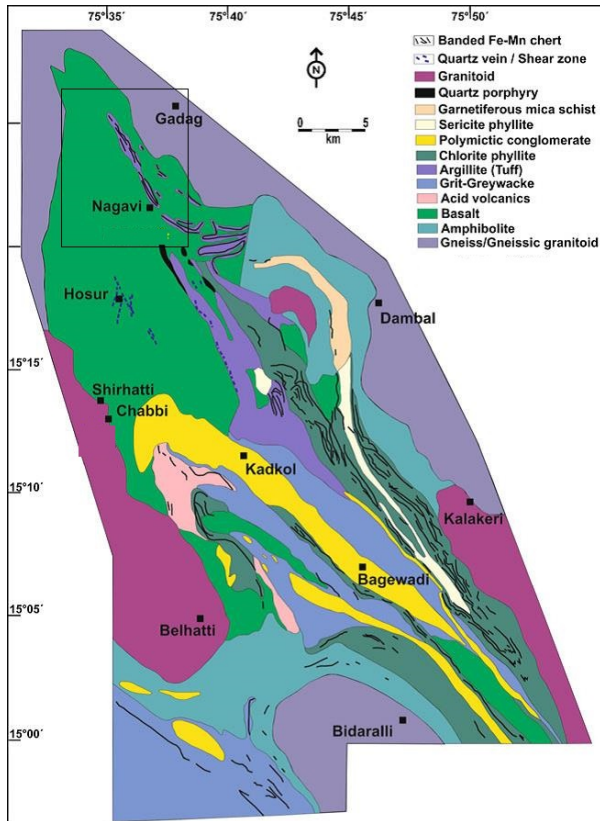 75°35′ 75°40′ 75°45′ 75°50′
Banded Fe-Mn chert
Quartz vein / Shear zone
Granitoid
Quartz porphyry
Garnetiferous mica schist
Sericite phyllite
Polymictic conglomerate
Chlorite phyllite
Argillite (Tuff)
Grit-Greywacke
Acid volcanics
Basalt
Amphibolite
Gneiss/Gneissic granitoid
N
0 5
km
Gadag
Nagavi
Hosur
Dambal
15°15′
Shirhatti
Chabbi
Kadkol
15°10′
Kalakeri
Bagewadi
15°05′
Belhatti
Bidaralli
15°00′